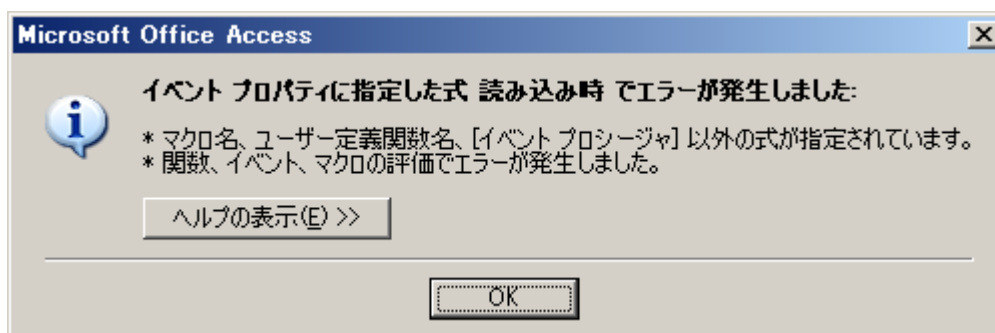 Microsoft Office Access
イベント プロパティに指定した式 読み込み時 でエラーが発生しました:
* マクロ名、ユーザー定義関数名、[イベント プロシージャ] 以外の式が指定されています。
* 関数、イベント、マクロの評価でエラーが発生しました。
ヘルプの表示(E) >>
OK